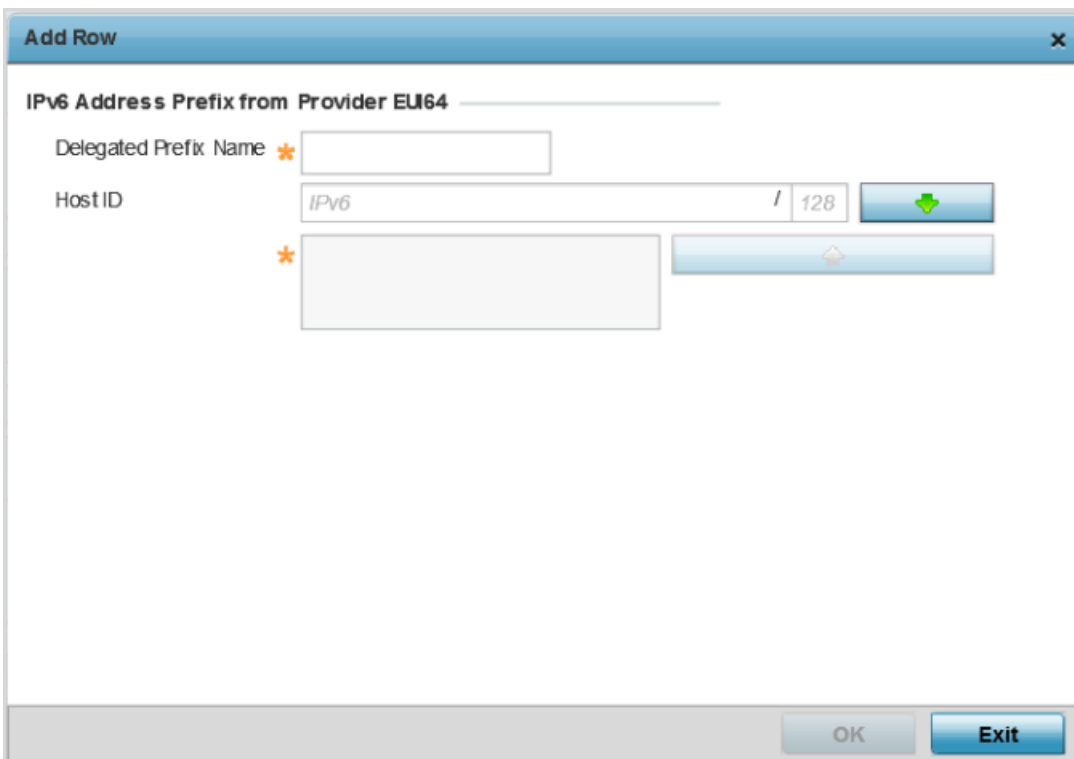 Add Row ×
IPv6 Address Prefix from Provider EUI64
Delegated Prefix Name *
Host ID IPv6 / 128
*
OK Exit